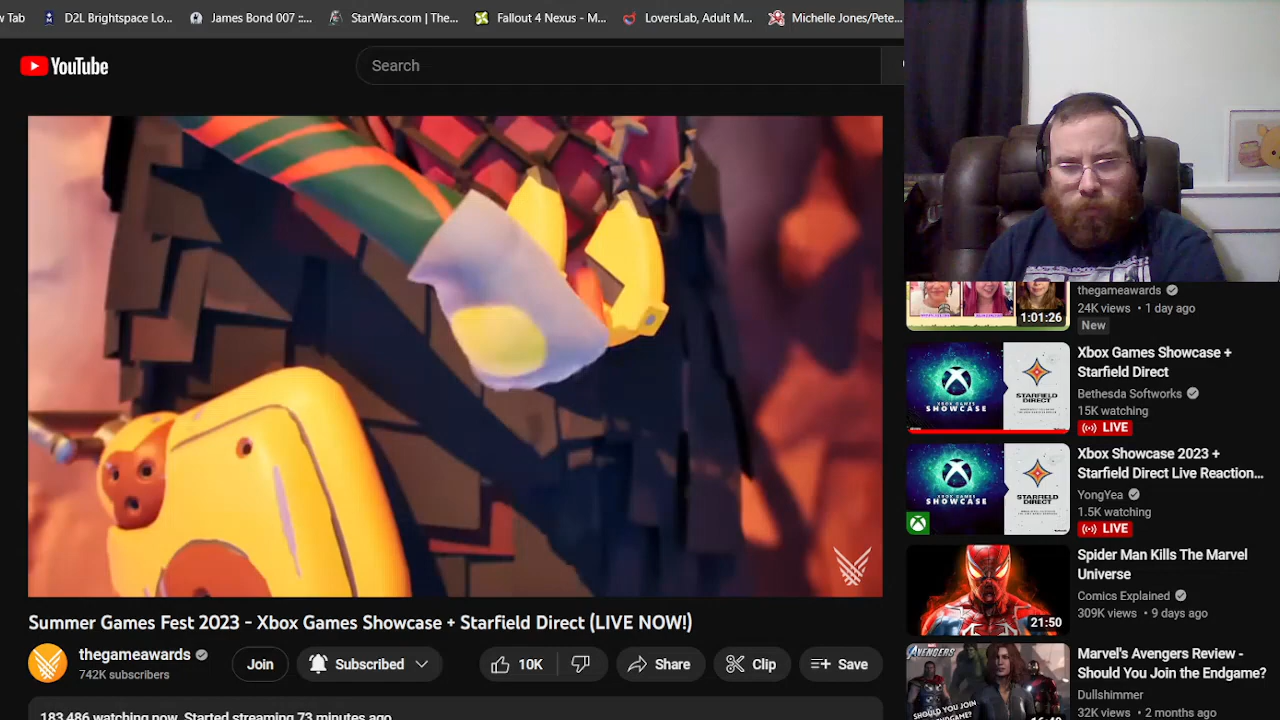 w Tab
D2L Brightspace Lo...
James Bond 007 ::...
StarWars.com | The...
Fallout 4 Nexus - M...
LoversLab, Adult M...
Michelle Jones/Pete...
YouTube
Search
Summer Games Fest 2023 - Xbox Games Showcase + Starfield Direct (LIVE NOW!)
thegameawards
742K subscribers
Join
Subscribed
10K
Share
Clip
Save
183,486 watching now Started streaming 73 minutes ago
1:01:26
thegameawards
24K views • 1 day ago
New
XBOX GAMES
SHOWCASE
STARFIELD
DIRECT
Xbox Games Showcase +
Starfield Direct
Bethesda Softworks
15K watching
LIVE
XBOX GAMES
SHOWCASE
STARFIELD
DIRECT
Xbox Showcase 2023 +
Starfield Direct Live Reaction...
YongYea
1.5K watching
LIVE
21:50
Spider Man Kills The Marvel
Universe
Comics Explained
309K views • 9 days ago
AVENGERS
SHOULD YOU JOIN
Marvel's Avengers Review -
Should You Join the Endgame?
Dullshimmer
32K views • 2 months ago